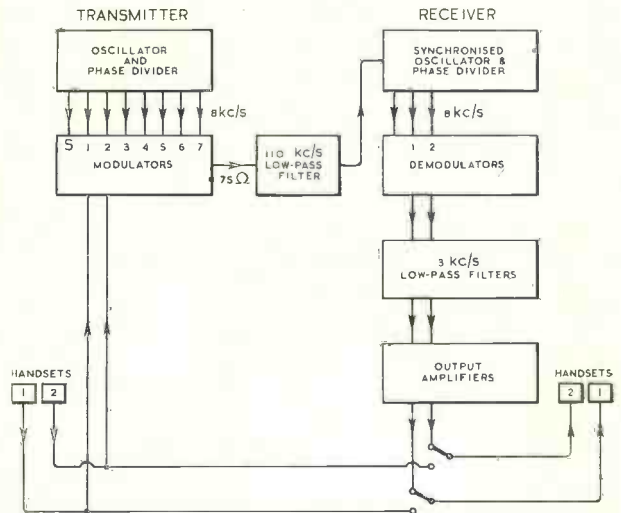 TRANSMITTER
OSCILLATOR
AND
PHASE DIVIDER
8KC/S
S 1 2 3 4 5 6 7
MODULATORS
75Ω
110 KC/S
LOW-PASS
FILTER
RECEIVER
SYNCHRONISED
OSCILLATOR &
PHASE DIVIDER
8KC/S
1 2
DEMODULATORS
3 KC/S
LOW-PASS FILTERS
OUTPUT
AMPLIFIERS
HANDSETS
1 2
HANDSETS
2 1